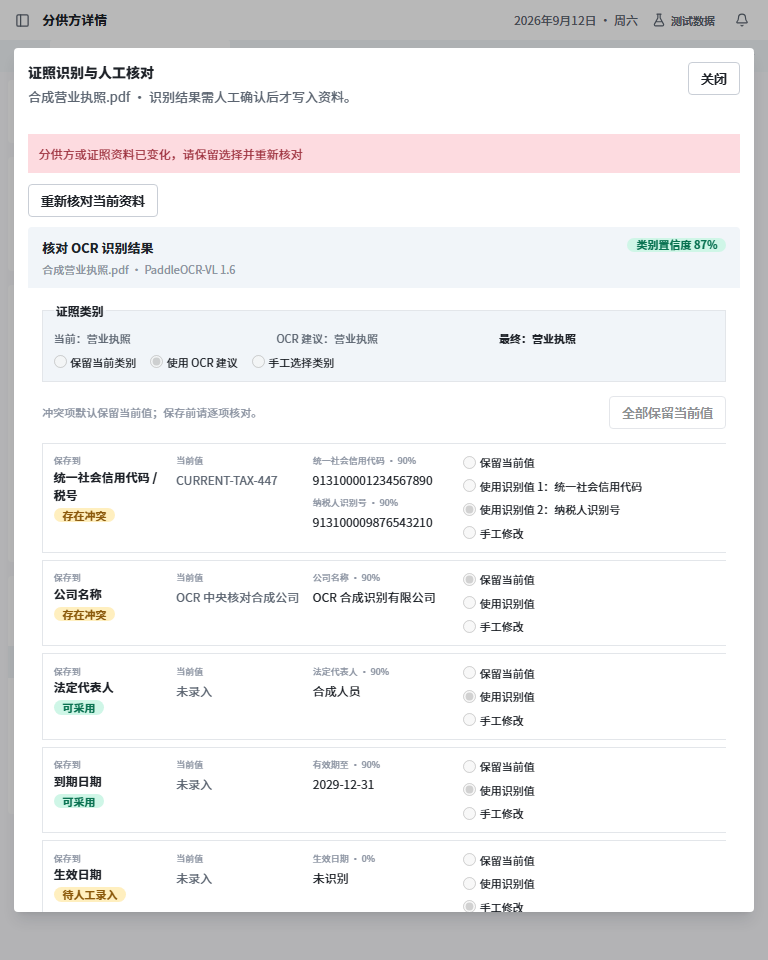 分供方详情
2026年9月12日 • 周六
测试数据
证照识别与人工核对
合成营业执照.pdf • 识别结果需人工确认后才写入资料。
关闭
分供方或证照资料已变化，请保留选择并重新核对
重新核对当前资料
核对 OCR 识别结果
类别置信度 87%
合成营业执照.pdf • PaddleOCR-VL 1.6
证照类别
当前：营业执照
OCR 建议：营业执照
最终：营业执照
保留当前类别
使用 OCR 建议
手工选择类别
冲突项默认保留当前值；保存前请逐项核对。
全部保留当前值
保存到
统一社会信用代码 /
税号
存在冲突
当前值
CURRENT-TAX-447
统一社会信用代码 • 90%
913100001234567890
纳税人识别号 • 90%
913100009876543210
保留当前值
使用识别值 1：统一社会信用代码
使用识别值 2：纳税人识别号
手工修改
保存到
公司名称
存在冲突
当前值
OCR 中央核对合成公司
公司名称 • 90%
OCR 合成识别有限公司
保留当前值
使用识别值
手工修改
保存到
法定代表人
可采用
当前值
未录入
法定代表人 • 90%
合成人员
保留当前值
使用识别值
手工修改
保存到
到期日期
可采用
当前值
未录入
有效期至 • 90%
2029-12-31
保留当前值
使用识别值
手工修改
保存到
生效日期
待人工录入
当前值
未录入
生效日期 • 0%
未识别
保留当前值
使用识别值
手工修改